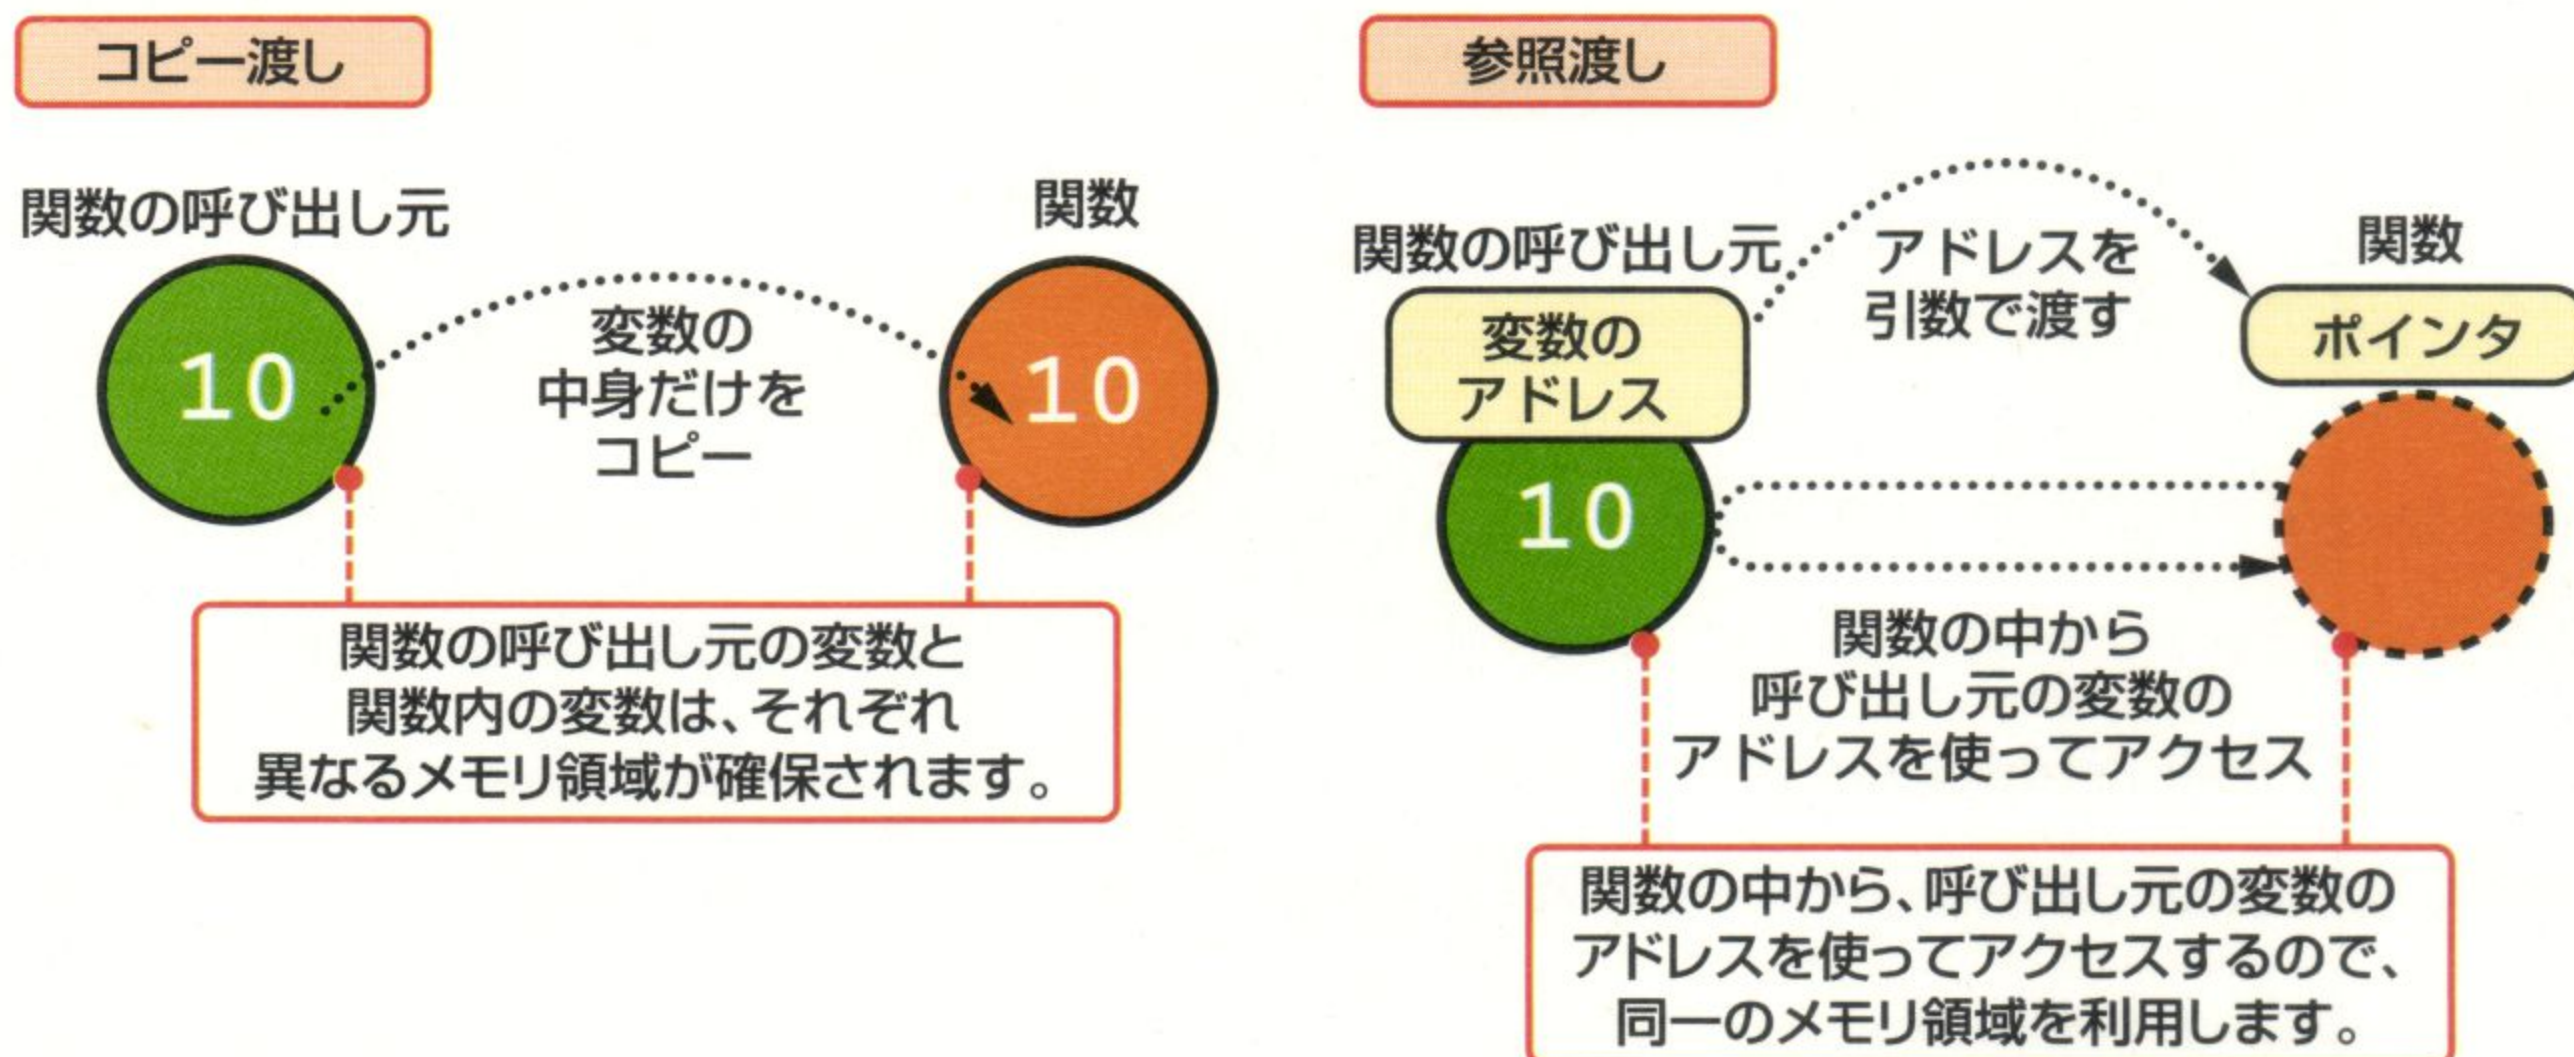 コピー渡し
関数の呼び出し元
関数
10
変数の
中身だけを
コピー
10
関数の呼び出し元の変数と
関数内の変数は、それぞれ
異なるメモリ領域が確保されます。
参照渡し
関数の呼び出し元
アドレスを
引数で渡す
関数
変数の
アドレス
ポインタ
10
関数の中から
呼び出し元の変数の
アドレスを使ってアクセス
関数の中から、呼び出し元の変数の
アドレスを使ってアクセスするので、
同一のメモリ領域を利用します。